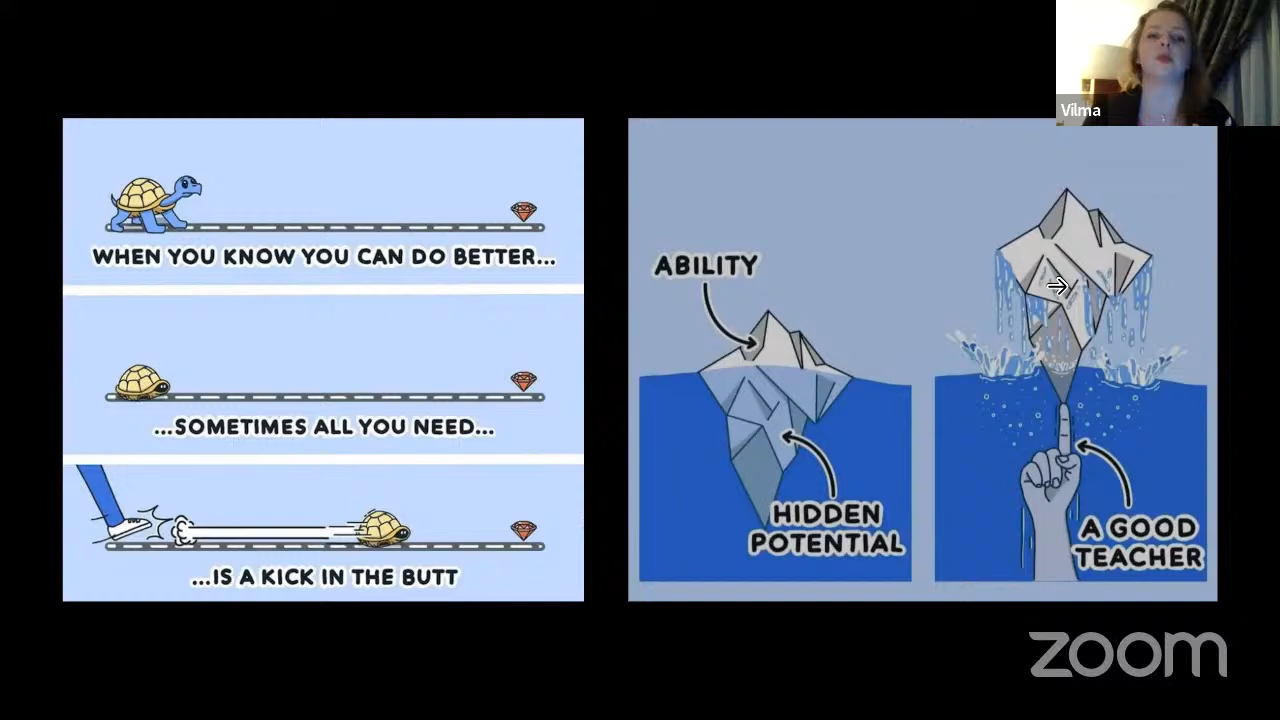 Vilma
WHEN YOU KNOW YOU CAN DO BETTER...
...SOMETIMES ALL YOU NEED...
...IS A KICK IN THE BUTT
ABILITY
HIDDEN
POTENTIAL
A GOOD
TEACHER
zoom